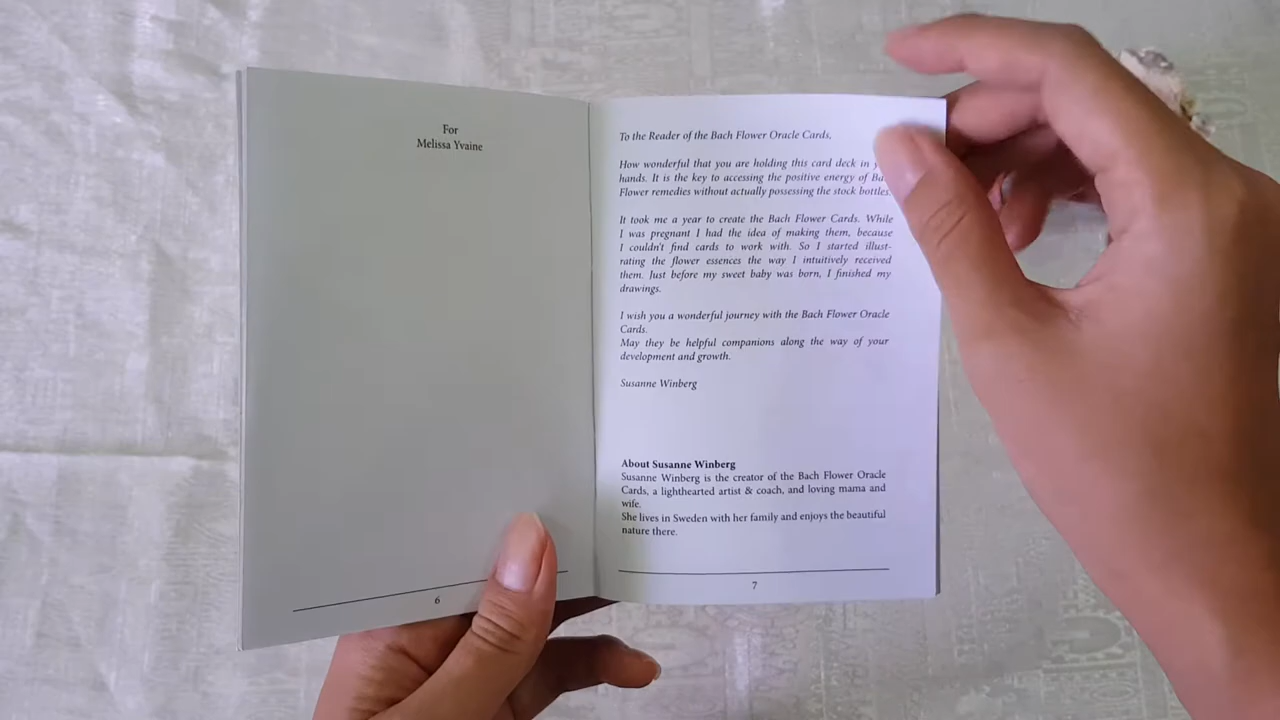 For
Melissa Yvaine
6
To the Reader of the Bach Flower Oracle Cards,
How wonderful that you are holding this card deck in
hands. It is the key to accessing the positive energy of
Flower remedies without actually possessing the stock bottles.
It took me a year to create the Bach Flower Cards. While
I was pregnant I had the idea of making them, because
I couldn't find cards to work with. So I started illust-
rating the flower essences the way I intuitively received
them. Just before my sweet baby was born, I finished my
drawings.
I wish you a wonderful journey with the Bach Flower Oracle
Cards.
May they be helpful companions along the way of your
development and growth.
Susanne Winberg
About Susanne Winberg
Susanne Winberg is the creator of the Bach Flower Oracle
Cards, a lighthearted artist & coach, and loving mama and
wife.
She lives in Sweden with her family and enjoys the beautiful
nature there.
7